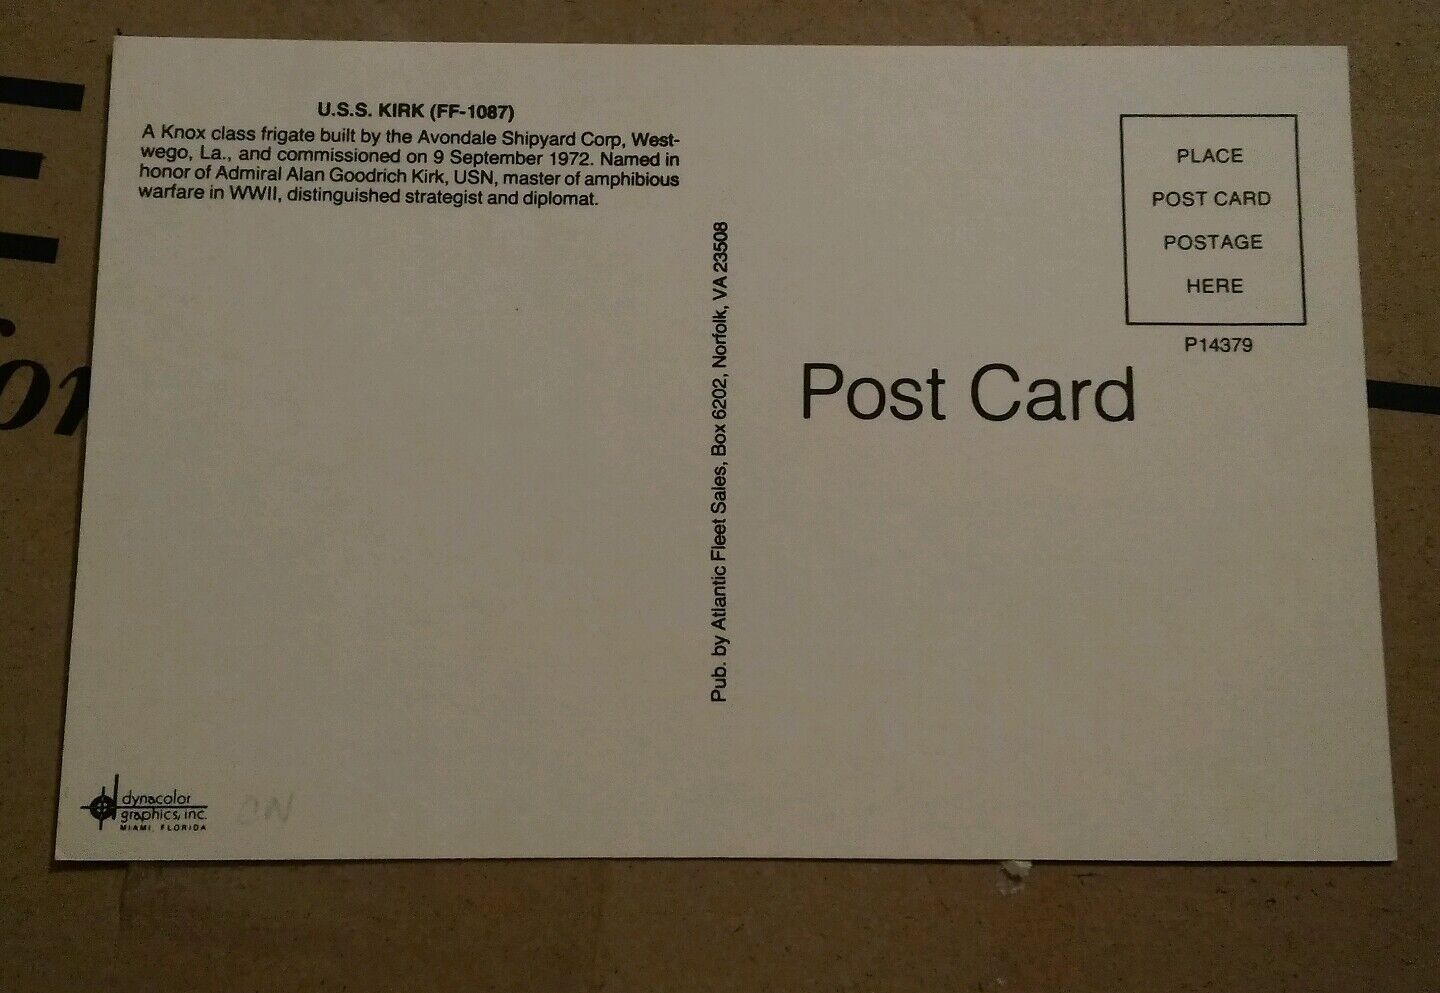 U.S.S. KIRK (FF-1087)
A Knox class frigate built by the Avondale Shipyard Corp, West-
wego, La., and commissioned on 9 September 1972. Named in
honor of Admiral Alan Goodrich Kirk, USN, master of amphibious
warfare in WWII, distinguished strategist and diplomat.
Pub. by Atlantic Fleet Sales, Box 6202, Norfolk, VA 23508
PLACE
POST CARD
POSTAGE
HERE
P14379
Post Card
dynacolor
graphics, inc.
MIAMI, FLORIDA
ON
or